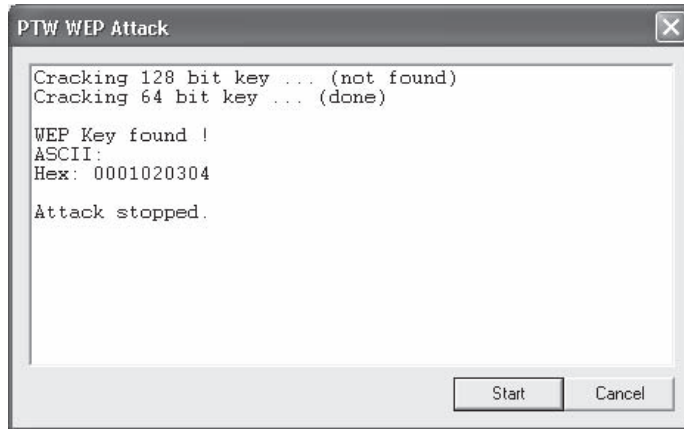 PTW WEP Attack
Cracking 128 bit key ... (not found)
Cracking 64 bit key ... (done)
WEP Key found !
ASCII:
Hex: 0001020304
Attack stopped.
Start
Cancel